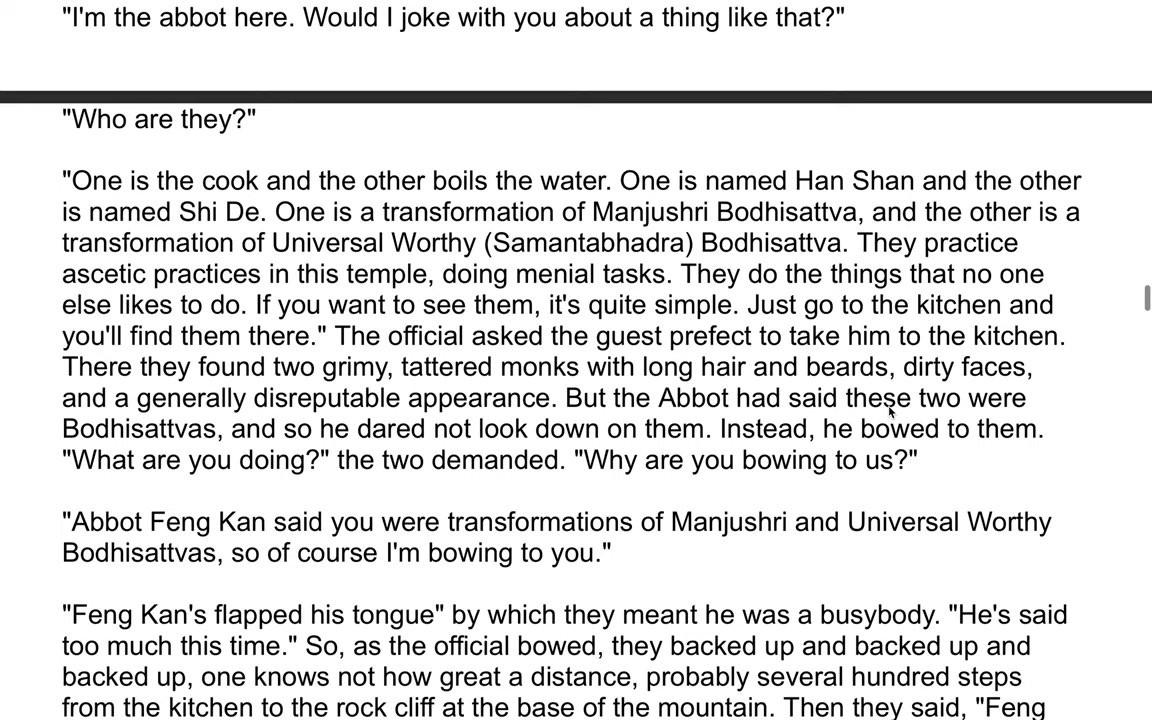 "I'm the abbot here. Would I joke with you about a thing like that?"
"Who are they?"
"One is the cook and the other boils the water. One is named Han Shan and the other
is named Shi De. One is a transformation of Manjushri Bodhisattva, and the other is a
transformation of Universal Worthy (Samantabhadra) Bodhisattva. They practice
ascetic practices in this temple, doing menial tasks. They do the things that no one
else likes to do. If you want to see them, it's quite simple. Just go to the kitchen and
you'll find them there." The official asked the guest prefect to take him to the kitchen.
There they found two grimy, tattered monks with long hair and beards, dirty faces,
and a generally disreputable appearance. But the Abbot had said these two were
Bodhisattvas, and so he dared not look down on them. Instead, he bowed to them.
"What are you doing?" the two demanded. "Why are you bowing to us?"
"Abbot Feng Kan said you were transformations of Manjushri and Universal Worthy
Bodhisattvas, so of course I'm bowing to you."
"Feng Kan's flapped his tongue" by which they meant he was a busybody. "He's said
too much this time." So, as the official bowed, they backed up and backed up and
backed up, one knows not how great a distance, probably several hundred steps
from the kitchen to the rock cliff at the base of the mountain. Then they said, "Feng